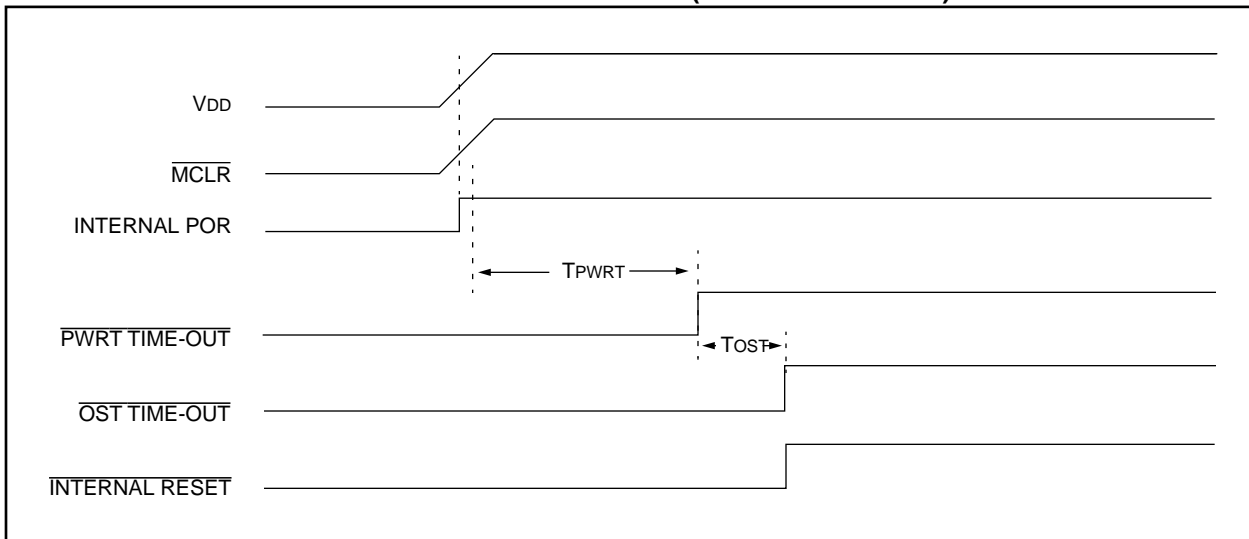 VDD
MCLR
INTERNAL POR
TPWRT
PWRT TIME-OUT
TOST
OST TIME-OUT
INTERNAL RESET